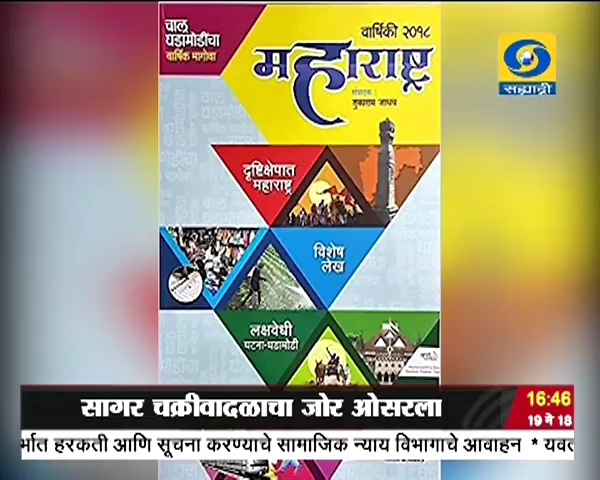 चालू
घडामोडींचा
वार्षिक मागोवा
वार्षिकी २०१८
महाराष्ट्र
संपादक :
तुकाराम जाधव
सह्याद्री
दृष्टिक्षेपात
महाराष्ट्र
विशेष
लेख
लक्षवेधी
घटना-घडामोडी
सागर चक्रीवादळाचा जोर ओसरला
16:46
19 मे 18
र्भात हरकती आणि सूचना करण्याचे सामाजिक न्याय विभागाचे आवाहन * यवत